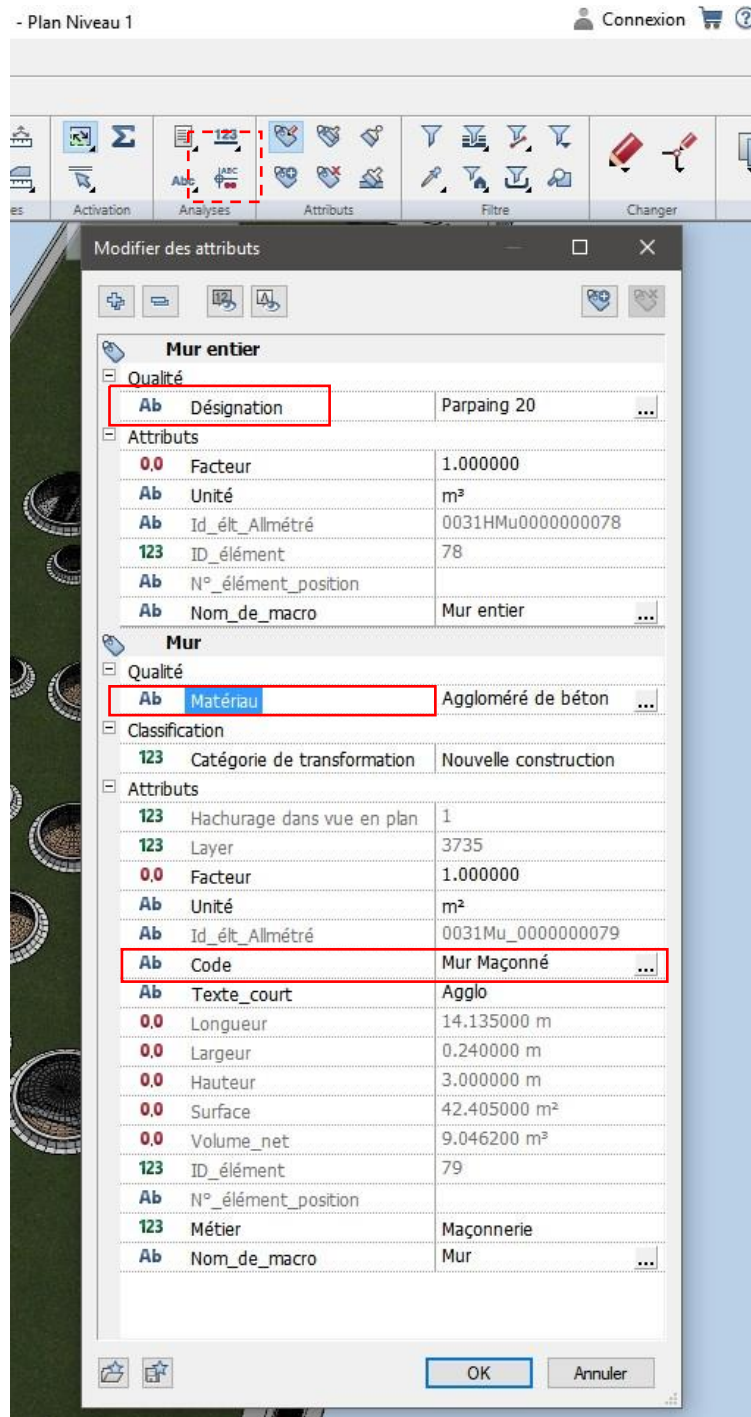 - Plan Niveau 1 Connexion
123
Abc ABC
es Activation Analyses Attributs Filtre Changer
Modifier des attributs
Mur entier
Qualité
Ab Désignation Parpaing 20 ...
Attributs
0,0 Facteur 1.000000
Ab Unité m³
Ab Id_élt_Allmétré 0031HMu0000000078
123 ID_élément 78
Ab N°_élément_position
Ab Nom_de_macro Mur entier ...
Mur
Qualité
Ab Matériau Aggloméré de béton ...
Classification
123 Catégorie de transformation Nouvelle construction
Attributs
123 Hachurage dans vue en plan 1
123 Layer 3735
0,0 Facteur 1.000000
Ab Unité m²
Ab Id_élt_Allmétré 0031Mu_0000000079
Ab Code Mur Maçonné ...
Ab Texte_court Agglo
0,0 Longueur 14.135000 m
0,0 Largeur 0.240000 m
0,0 Hauteur 3.000000 m
0,0 Surface 42.405000 m²
0,0 Volume_net 9.046200 m³
123 ID_élément 79
Ab N°_élément_position
123 Métier Maçonnerie
Ab Nom_de_macro Mur ...
OK Annuler